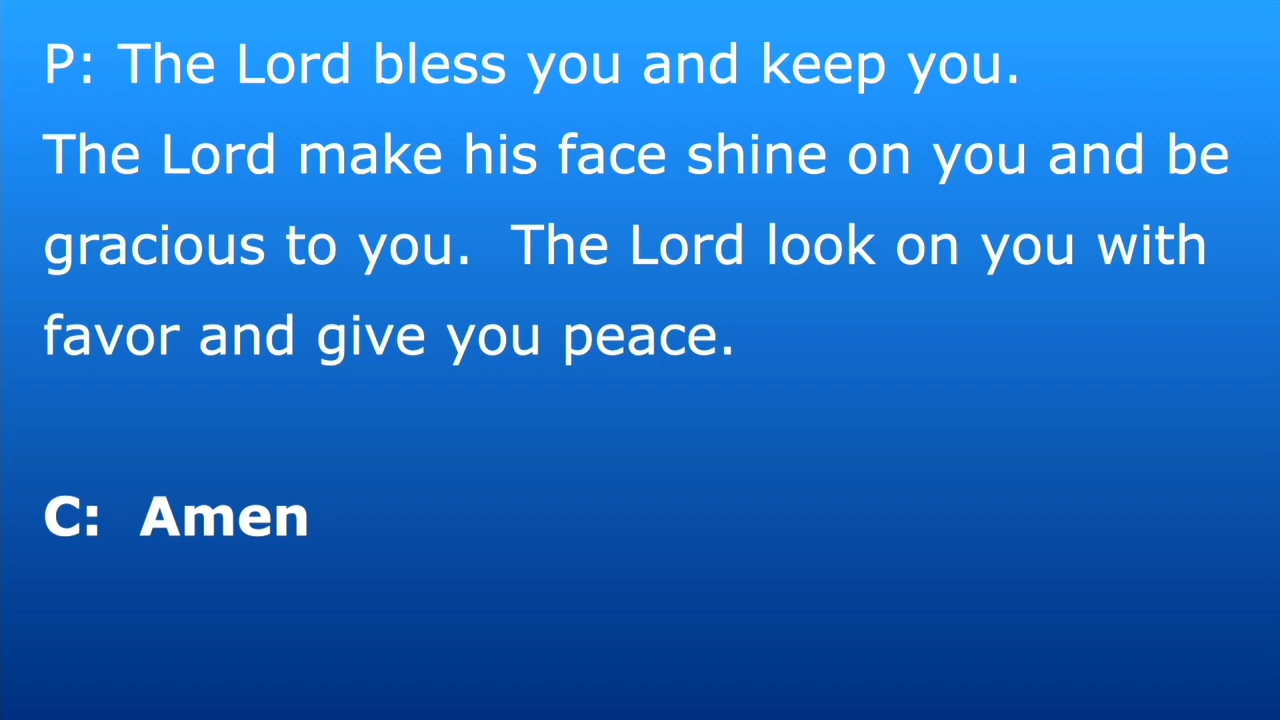 P: The Lord bless you and keep you.
The Lord make his face shine on you and be
gracious to you.  The Lord look on you with
favor and give you peace.
C:  Amen